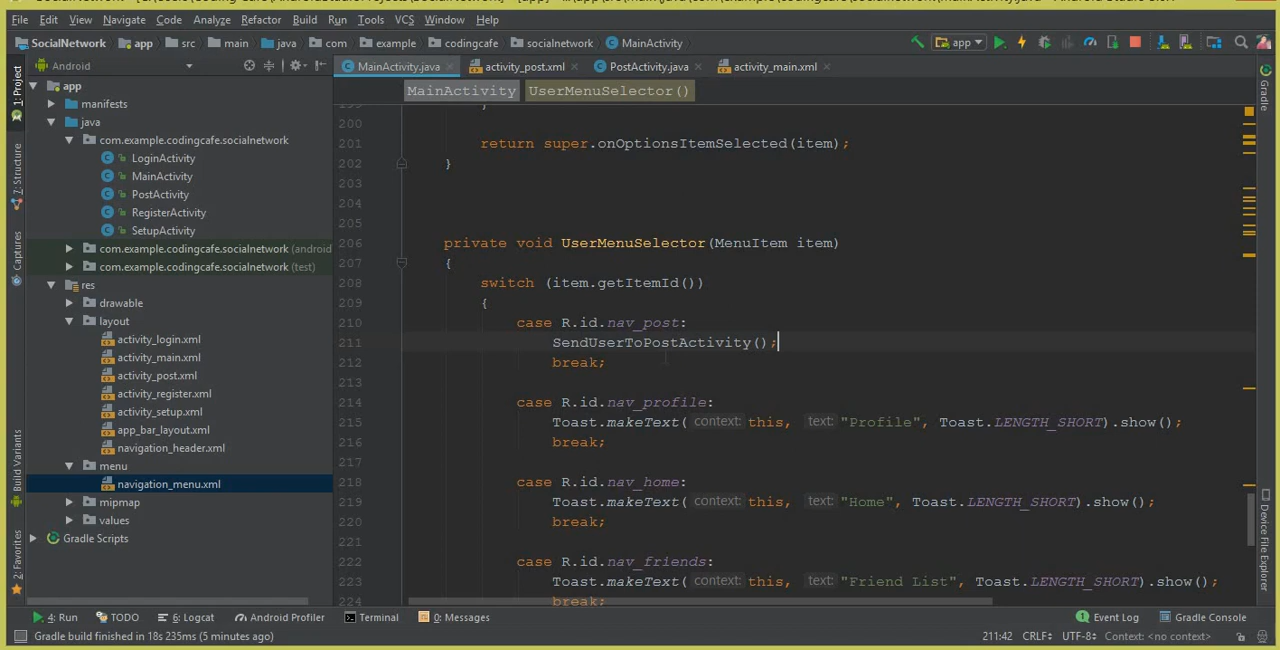 File Edit View Navigate Code Analyze Refactor Build Run Tools VCS Window Help
SocialNetwork app src main java com example codingcafe socialnetwork MainActivity app
Android MainActivity.java activity_post.xml PostActivity.java activity_main.xml
MainActivity UserMenuSelector()
1: Project
7: Structure
Captures
Build Variants
2: Favorites
app
manifests
java
com.example.codingcafe.socialnetwork
LoginActivity
MainActivity
PostActivity
RegisterActivity
SetupActivity
com.example.codingcafe.socialnetwork (android
com.example.codingcafe.socialnetwork (test)
res
drawable
layout
activity_login.xml
activity_main.xml
activity_post.xml
activity_register.xml
activity_setup.xml
app_bar_layout.xml
navigation_header.xml
menu
navigation_menu.xml
mipmap
values
Gradle Scripts
200
201 return super.onOptionsItemSelected(item);
202 }
203
204
205
206 private void UserMenuSelector(MenuItem item)
207 {
208 switch (item.getItemId())
209 {
210 case R.id.nav_post:
211 SendUserToPostActivity();
212 break;
213
214 case R.id.nav_profile:
215 Toast.makeText( context: this, text: "Profile", Toast.LENGTH_SHORT).show();
216 break;
217
218 case R.id.nav_home:
219 Toast.makeText( context: this, text: "Home", Toast.LENGTH_SHORT).show();
220 break;
221
222 case R.id.nav_friends:
223 Toast.makeText( context: this, text: "Friend List", Toast.LENGTH_SHORT).show();
224 break;
Gradle
Device File Explorer
4: Run TODO 6: Logcat Android Profiler Terminal 0: Messages 1 Event Log Gradle Console
Gradle build finished in 18s 235ms (5 minutes ago) 211:42 CRLF UTF-8 Context: <no context>